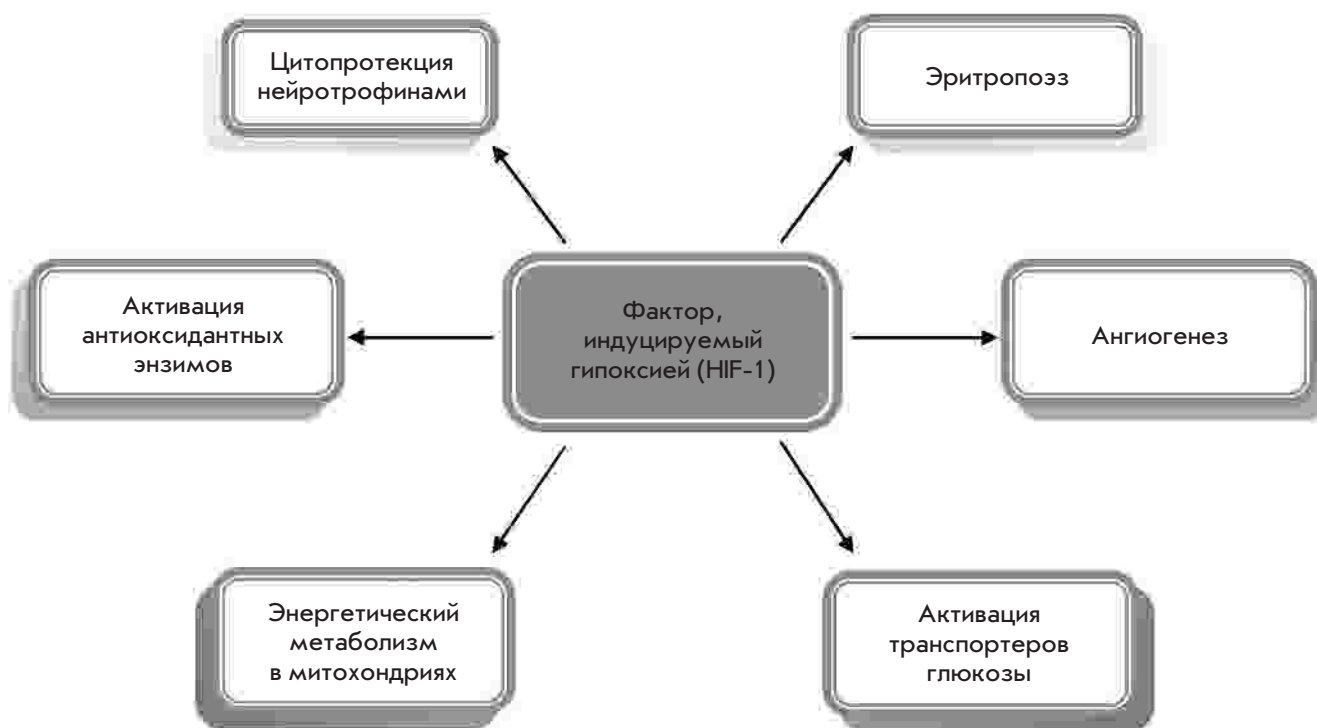 Цитопротекция
нейротрофинами
Эритропоэз
Активация
антиоксидантных
энзимов
Фактор,
индуцируемый
гипоксией (HIF-1)
Ангиогенез
Энергетический
метаболизм
в митохондриях
Активация
транспортеров
глюкозы